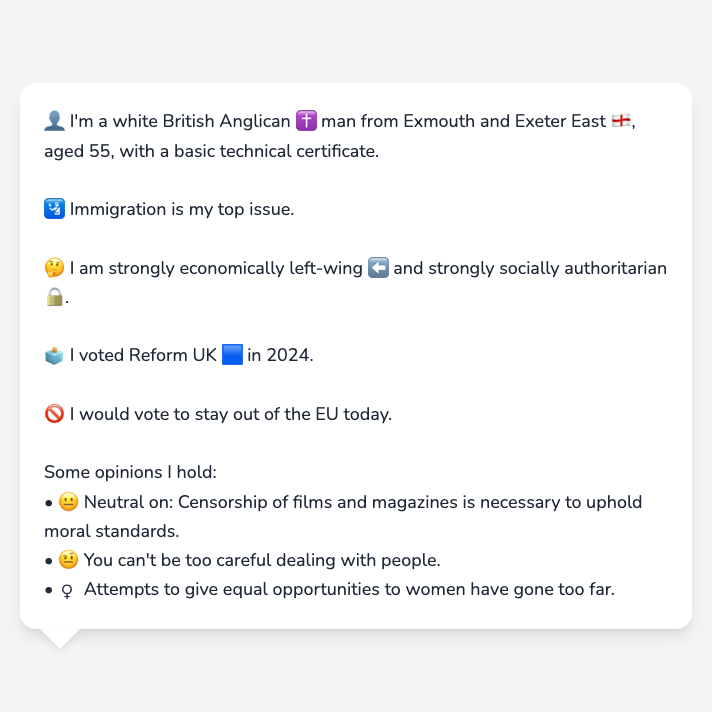 👤 I'm a white British Anglican ✝️ man from Exmouth and Exeter East 🏴󠁧󠁢󠁥󠁮󠁧󠁿,
aged 55, with a basic technical certificate.
🛂 Immigration is my top issue.
🤔 I am strongly economically left-wing ⬅️ and strongly socially authoritarian
🔒.
🗳️ I voted Reform UK 🟦 in 2024.
🚫 I would vote to stay out of the EU today.
Some opinions I hold:
• 😐 Neutral on: Censorship of films and magazines is necessary to uphold
moral standards.
• 🤨 You can't be too careful dealing with people.
• ♀ Attempts to give equal opportunities to women have gone too far.